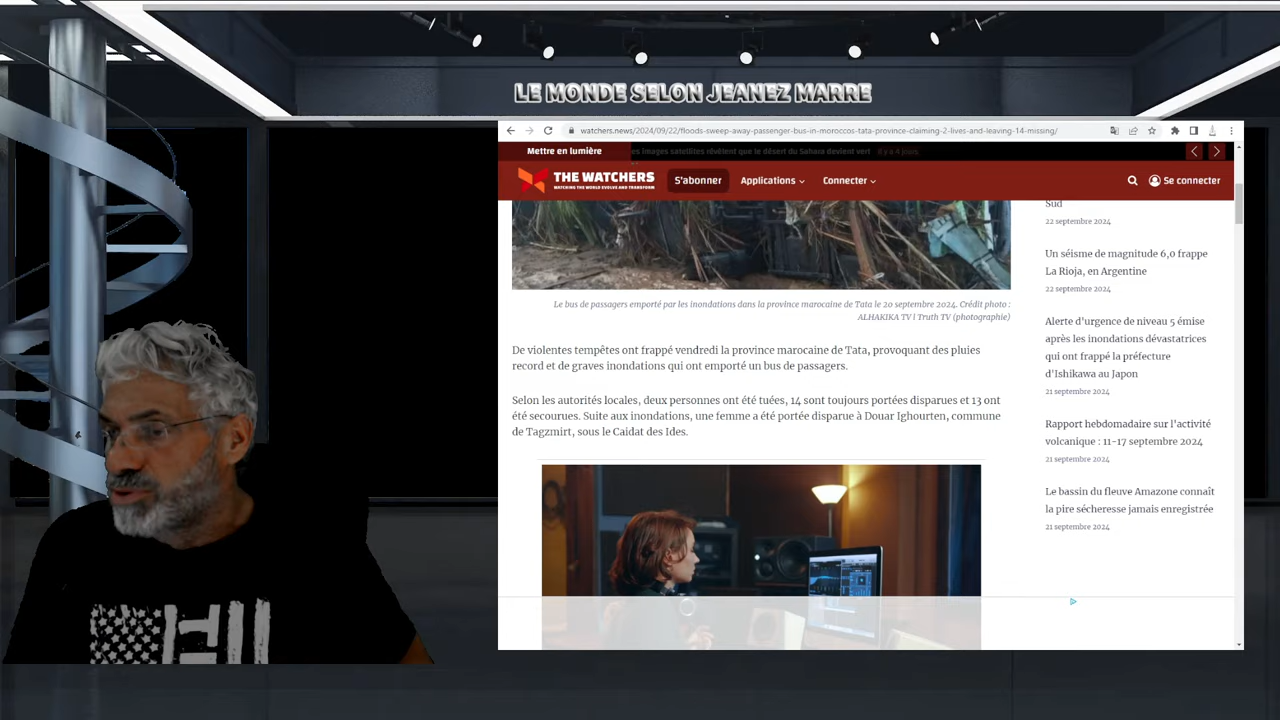 LE MONDE SELON JEANEZ MARRE
watchers.news/2024/09/22/floods-sweep-away-passenger-bus-in-moroccos-tata-province-claiming-2-lives-and-leaving-14-missing/
Mettre en lumière
es images satellites révètent que le désert du Sahara devient vert Il y a 4 jours
THE WATCHERS
WATCHING THE WORLD EVOLVE AND TRANSFORM
S'abonner
Applications
Connecter
Se connecter
Le bus de passagers emporté par les inondations dans la province marocaine de Tata le 20 septembre 2024. Crédit photo :
ALHAKIKA TV i Truth TV (photographie)
De violentes tempêtes ont frappé vendredi la province marocaine de Tata, provoquant des pluies
record et de graves inondations qui ont emporté un bus de passagers.
Selon les autorités locales, deux personnes ont été tuées, 14 sont toujours portées disparues et 13 ont
été secourues. Suite aux inondations, une femme a été portée disparue à Douar Ighourten, commune
de Tagzmirt, sous le Caidat des Ides.
Sud
22 septembre 2024
Un séisme de magnitude 6,0 frappe
La Rioja, en Argentine
22 septembre 2024
Alerte d'urgence de niveau 5 émise
après les inondations dévastatrices
qui ont frappé la préfecture
d'Ishikawa au Japon
21 septembre 2024
Rapport hebdomadaire sur l'activité
volcanique : 11-17 septembre 2024
21 septembre 2024
Le bassin du fleuve Amazone connaît
la pire sécheresse jamais enregistrée
21 septembre 2024